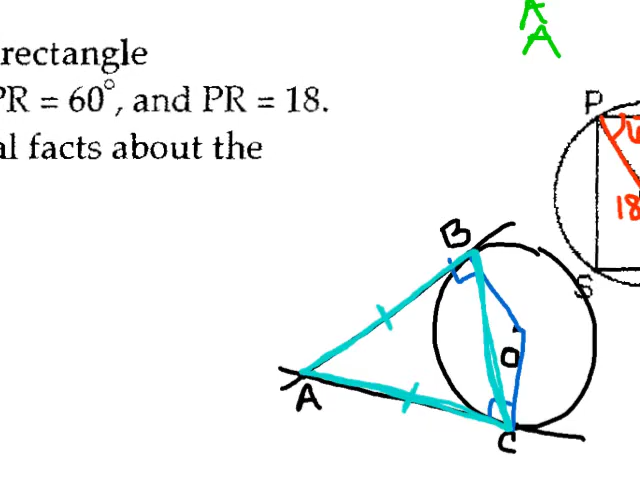 A
rectangle
PR = 60°, and PR = 18.
al facts about the
P
18
S
B
O
A
C